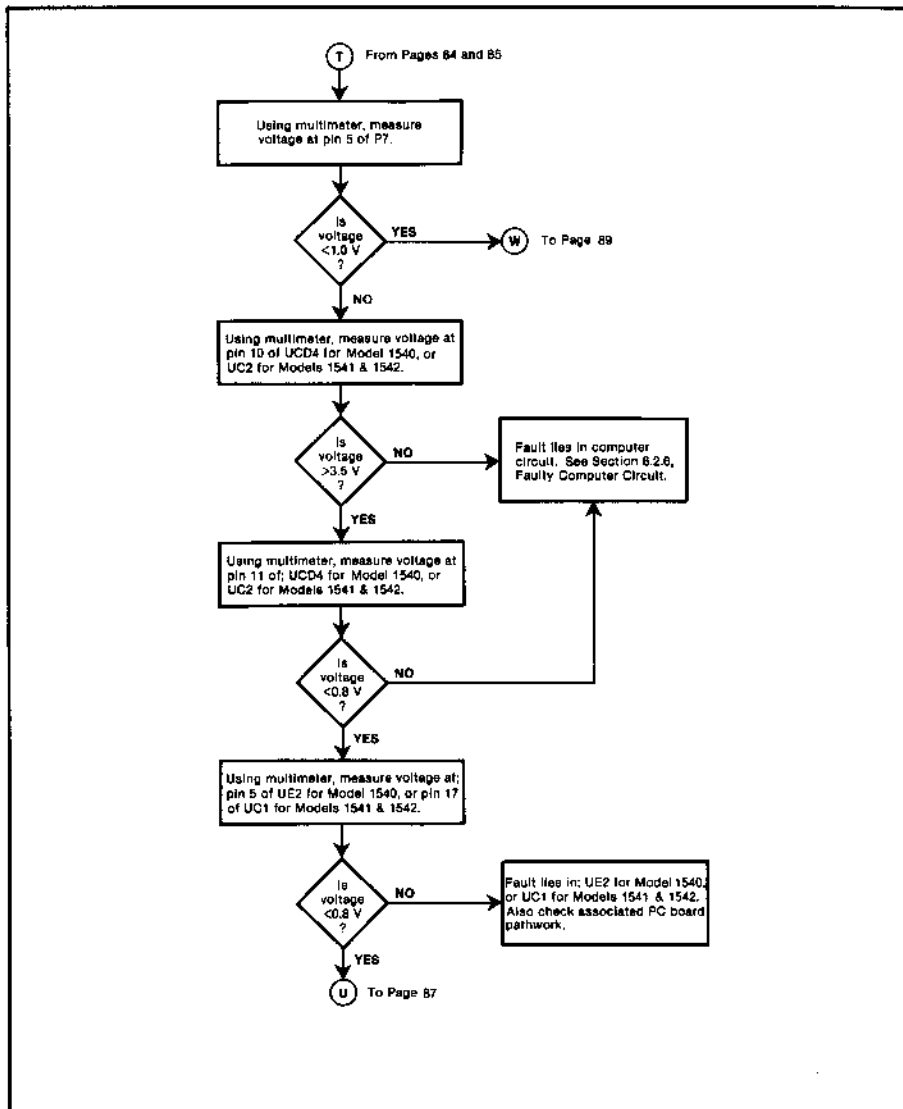 T From Pages 84 and 85
Using multimeter, measure
voltage at pin 5 of P7.
Is
voltage
<1.0 V
?
YES
W To Page 89
NO
Using multimeter, measure voltage at
pin 10 of UCD4 for Model 1540, or
UC2 for Models 1541 & 1542.
Is
voltage
>3.5 V
?
NO
Fault lies in computer
circuit. See Section 6.2.6,
Faulty Computer Circuit.
YES
Using multimeter, measure voltage at
pin 11 of; UCD4 for Model 1540, or
UC2 for Models 1541 & 1542.
Is
voltage
<0.8 V
?
NO
YES
Using multimeter, measure voltage at;
pin 5 of UE2 for Model 1540, or pin 17
of UC1 for Models 1541 & 1542.
Is
voltage
<0.8 V
?
NO
Fault lies in; UE2 for Model 1540,
or UC1 for Models 1541 & 1542.
Also check associated PC board
pathwork.
YES
U To Page 87